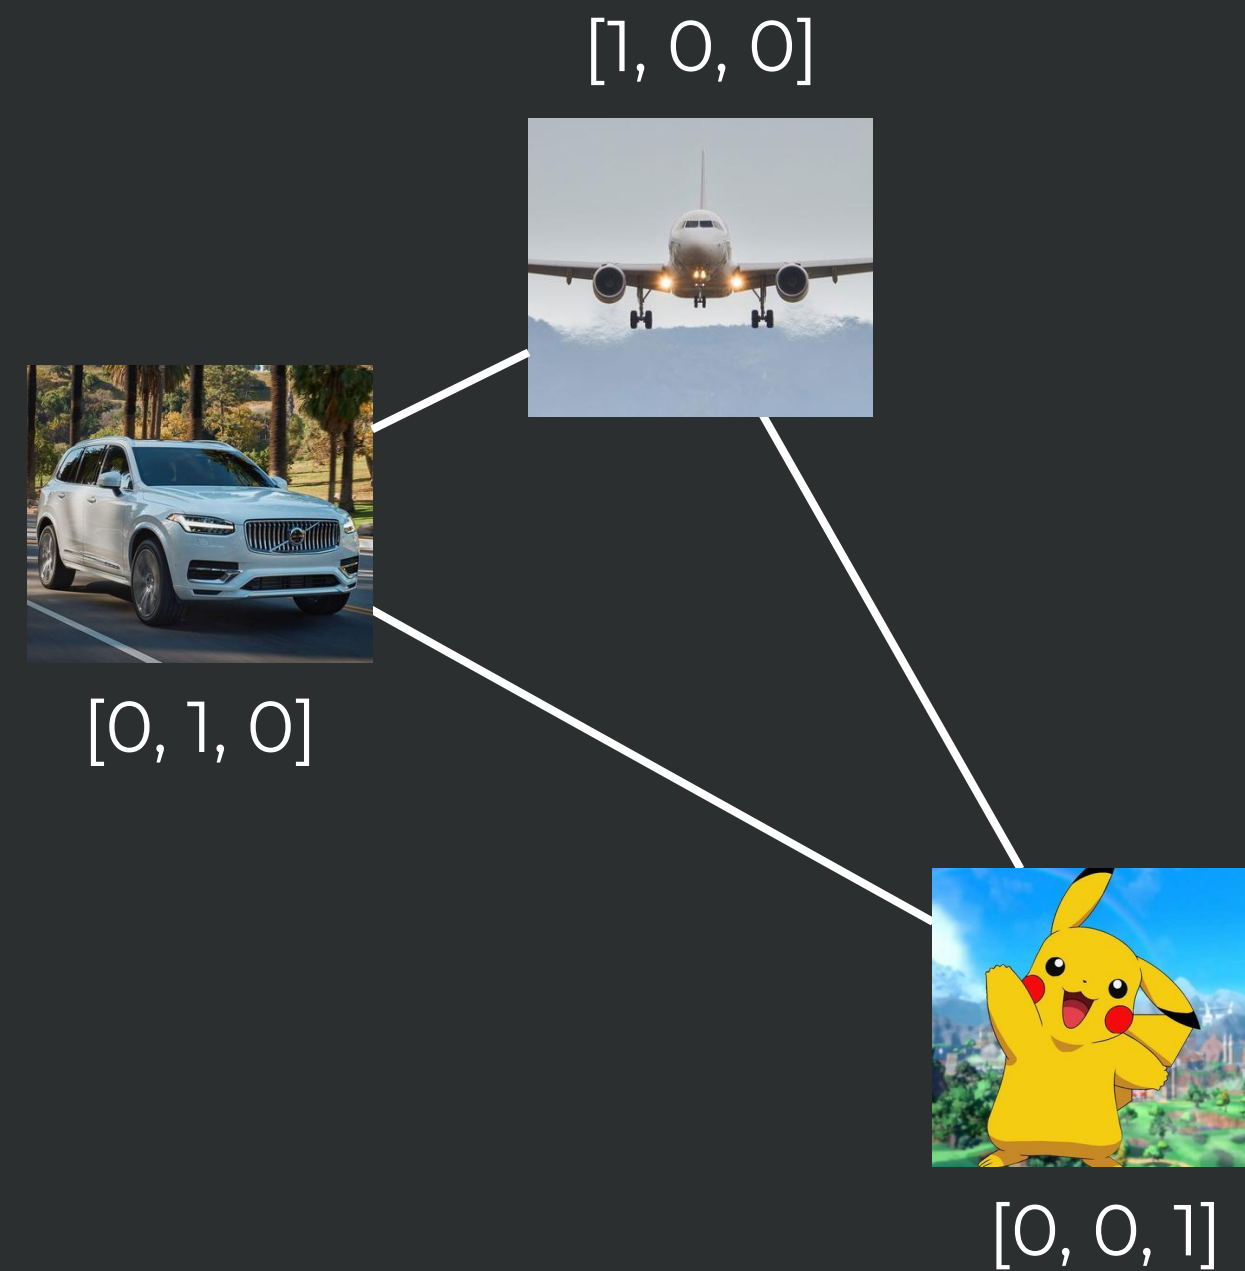 [1, 0, 0]
[0, 1, 0]
[0, 0, 1]